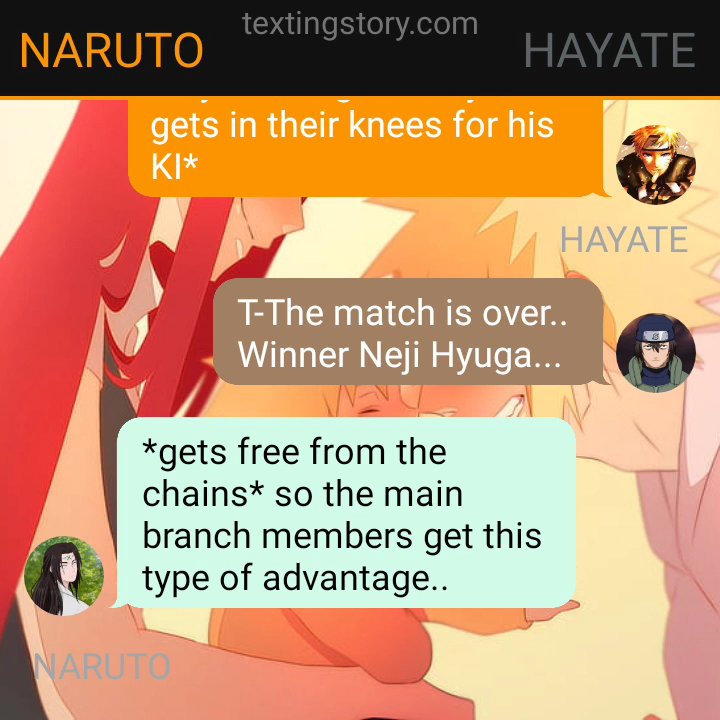 textingstory.com
NARUTO
HAYATE
gets in their knees for his
KI*
HAYATE
T-The match is over..
Winner Neji Hyuga...
*gets free from the
chains* so the main
branch members get this
type of advantage..
NARUTO